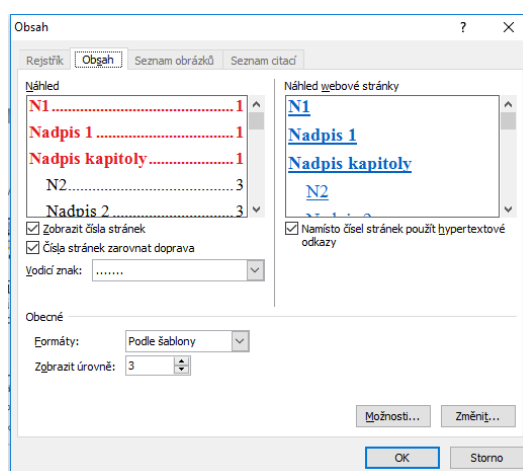 Obsah ? ×
Rejstřík Obsah Seznam obrázků Seznam citací
Náhled
N1....................................1
Nadpis 1.............................1
Nadpis kapitoly.................1
N2..............................3
Nadpis 2.......................3
Zobrazit čísla stránek
Čísla stránek zarovnat doprava
Vodicí znak: .......
Náhled webové stránky
N1
Nadpis 1
Nadpis kapitoly
N2
Namísto čísel stránek použít hypertextové
odkazy
Obecné
Formáty: Podle šablony
Zobrazit úrovně: 3
Možnosti... Změnit...
OK Storno